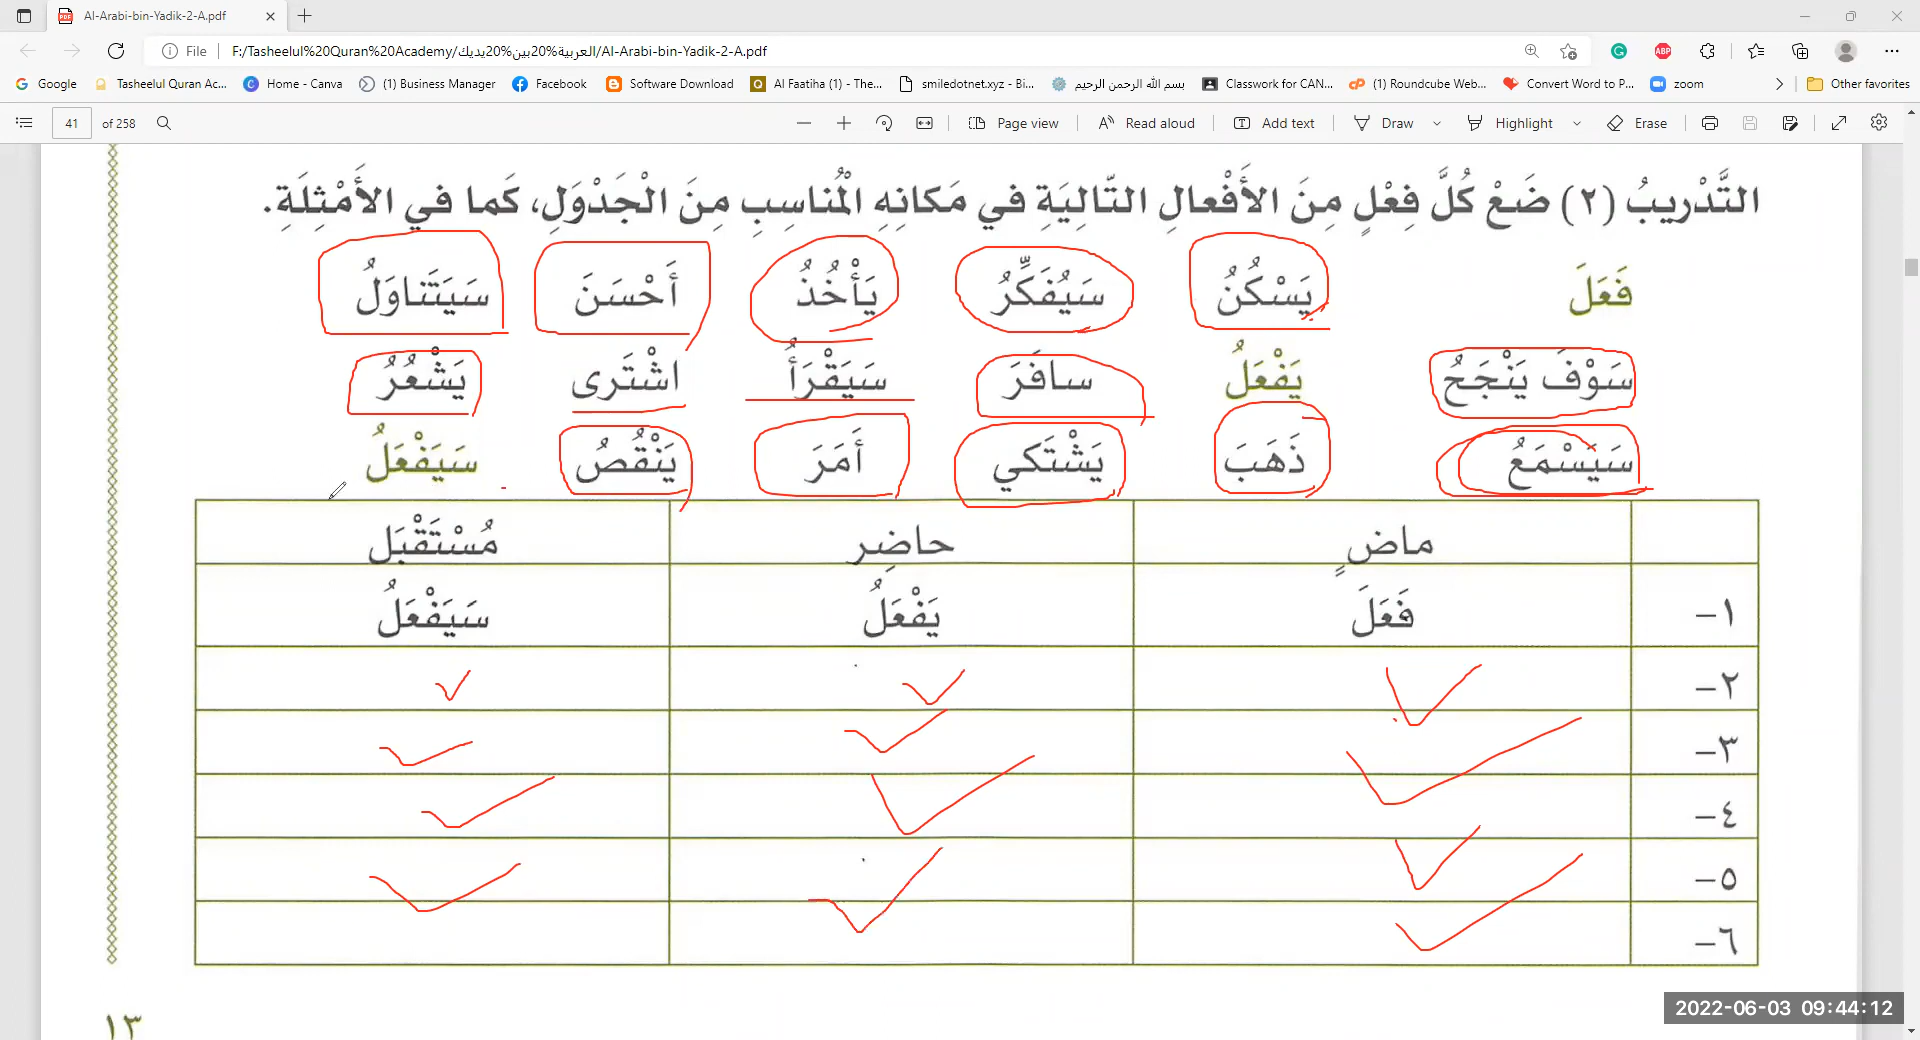 Al-Arabi-bin-Yadik-2-A.pdf
File F:/Tasheelul%20Quran%20Academy/العربية%20بين%20يديك/Al-Arabi-bin-Yadik-2-A.pdf
Google Tasheelul Quran Ac... Home - Canva (1) Business Manager Facebook Software Download Al Faatiha (1) - The... smiledotnet.xyz - Bi... بسم الله الرحمن الرحيم Classwork for CAN... (1) Roundcube Web... Convert Word to P... zoom Other favorites
41 of 258 Page view Read aloud Add text Draw Highlight Erase
التَّدْرِيبُ (٢) ضَعْ كُلَّ فِعْلٍ مِنَ الأَفْعالِ التّالِيَةِ في مَكانِهِ الْمُناسِبِ مِنَ الْجَدْوَلِ، كَما في الأَمْثِلَةِ.
فَعَلَ يَسْكُنُ سَيُفَكِّرُ يَأْخُذُ أَحْسَنَ سَيَتَناوَلُ
سَوْفَ يَنْجَحُ يَفْعَلُ سافَرَ سَيَقْرَأُ اشْتَرى يَشْعُرُ
سَيَسْمَعُ ذَهَبَ يَشْتَكي أَمَرَ يَنْقُصُ سَيَفْعَلُ
ماضٍ حاضِر مُسْتَقْبَل
١- فَعَلَ يَفْعَلُ سَيَفْعَلُ
٢-
٣-
٤-
٥-
٦-
١٣
2022-06-03 09:44:12